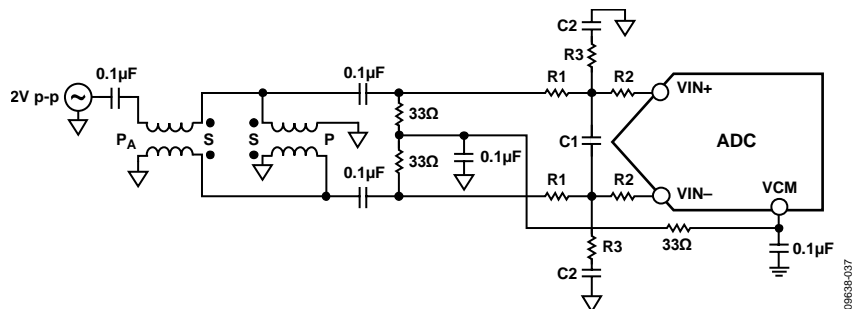 C2
R3
0.1µF
0.1µF
R1
R2
VIN+
2V p-p
33Ω
PA
S
S
P
0.1µF
C1
ADC
33Ω
0.1µF
R1
R2
VIN–
VCM
33Ω
R3
0.1µF
C2
09638-037